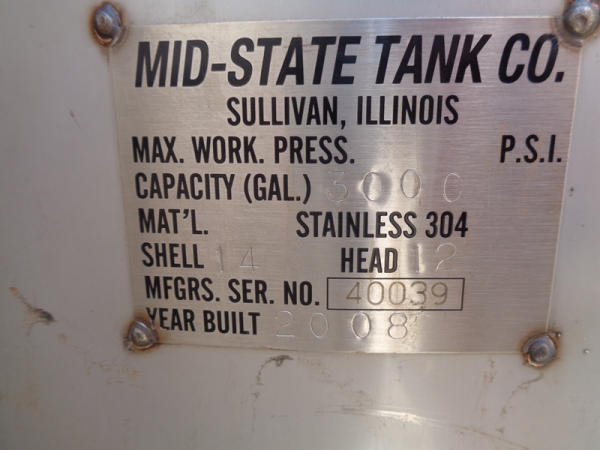 MID-STATE TANK CO.
SULLIVAN, ILLINOIS
MAX. WORK. PRESS. P.S.I.
CAPACITY (GAL.) 3000
MAT'L. STAINLESS 304
SHELL 14 HEAD 12
MFGRS. SER. NO. 40039
YEAR BUILT 2008